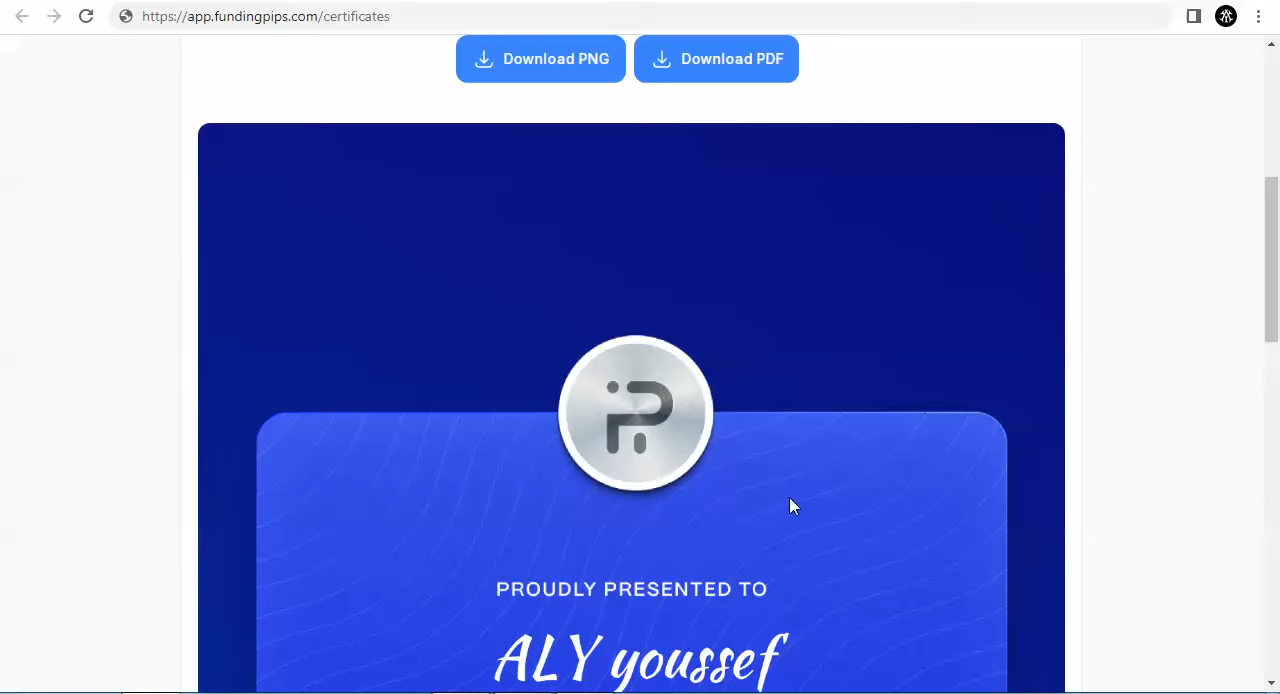 https://app.fundingpips.com/certificates
Download PNG
Download PDF
PROUDLY PRESENTED TO
ALY youssef